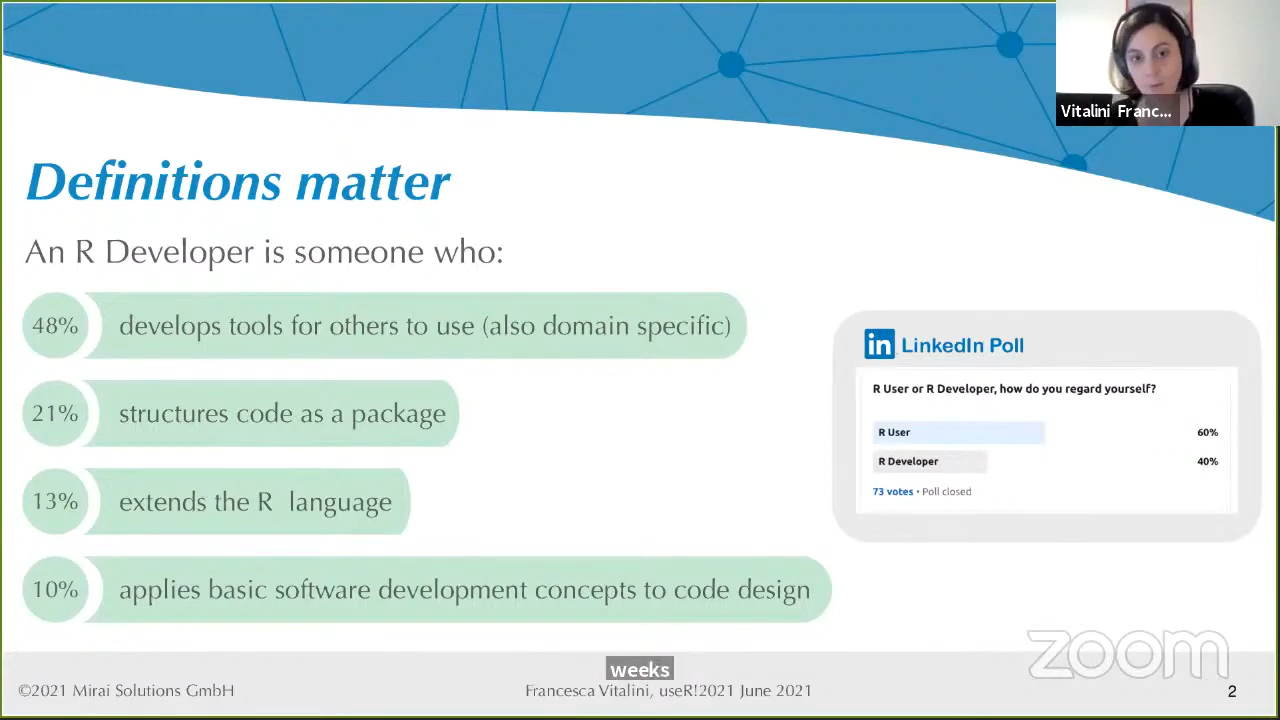 Vitalini Franc...
Definitions matter
An R Developer is someone who:
48% develops tools for others to use (also domain specific)
21% structures code as a package
13% extends the R language
10% applies basic software development concepts to code design
in LinkedIn Poll
R User or R Developer, how do you regard yourself?
R User 60%
R Developer 40%
73 votes • Poll closed
zoom
weeks
©2021 Mirai Solutions GmbH
Francesca Vitalini, useR!2021 June 2021
2